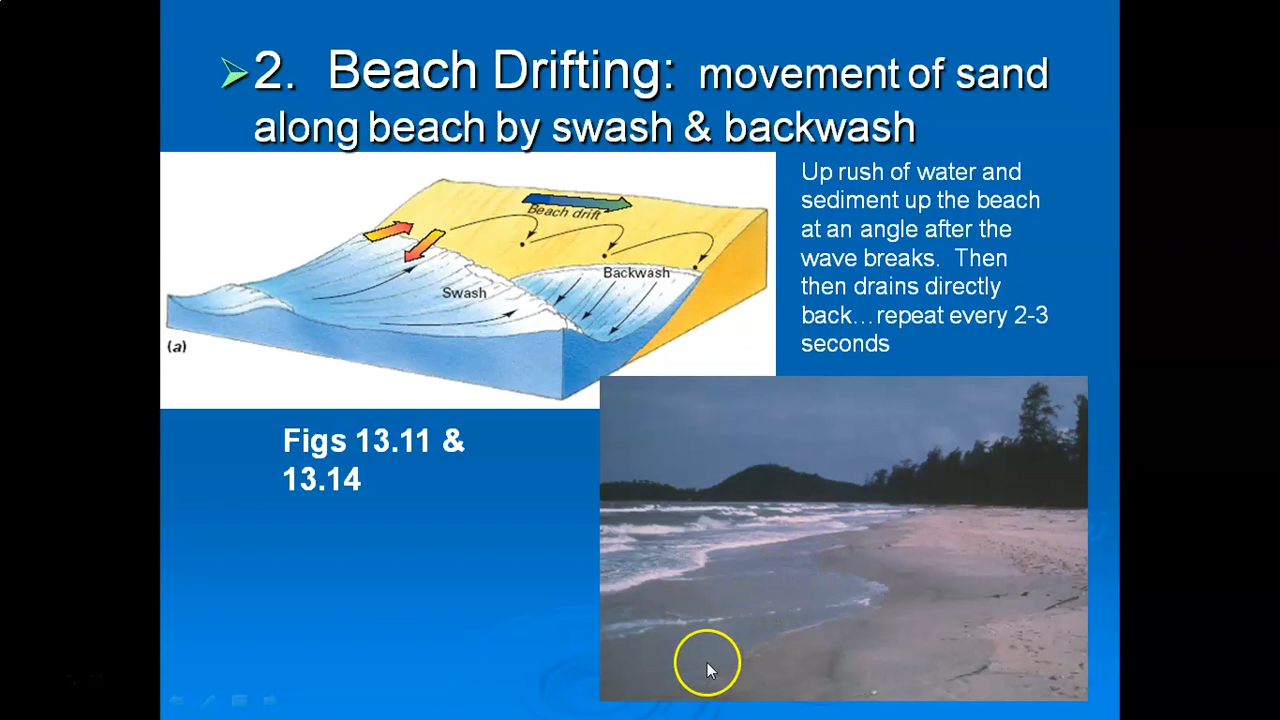 2. Beach Drifting: movement of sand
along beach by swash & backwash
Up rush of water and
sediment up the beach
at an angle after the
wave breaks. Then
then drains directly
back…repeat every 2-3
seconds
Beach drift
Backwash
Swash
(a)
Figs 13.11 &
13.14